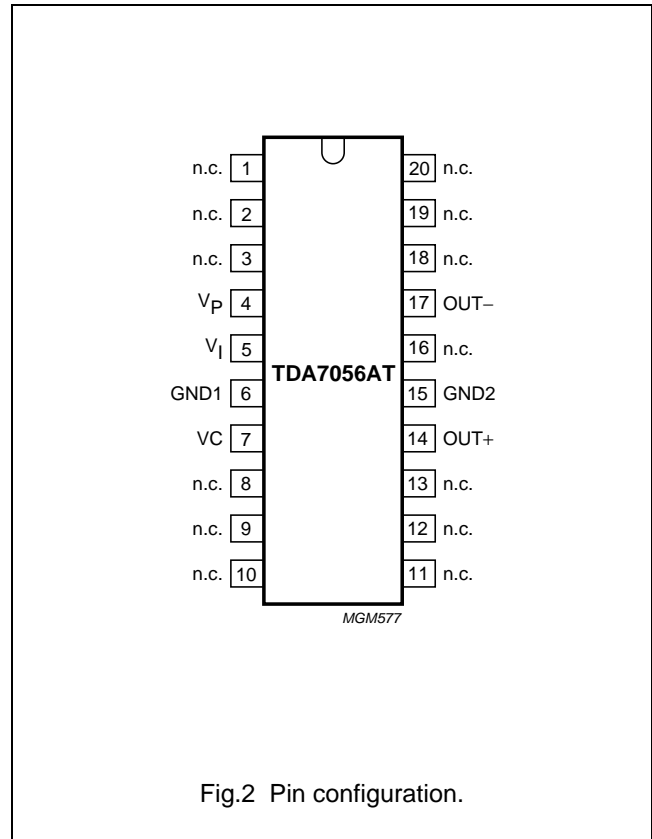 n.c. 1 20 n.c.
n.c. 2 19 n.c.
n.c. 3 18 n.c.
VP 4 17 OUT−
VI 5 16 n.c.
TDA7056AT
GND1 6 15 GND2
VC 7 14 OUT+
n.c. 8 13 n.c.
n.c. 9 12 n.c.
n.c. 10 11 n.c.
MGM577
Fig.2 Pin configuration.